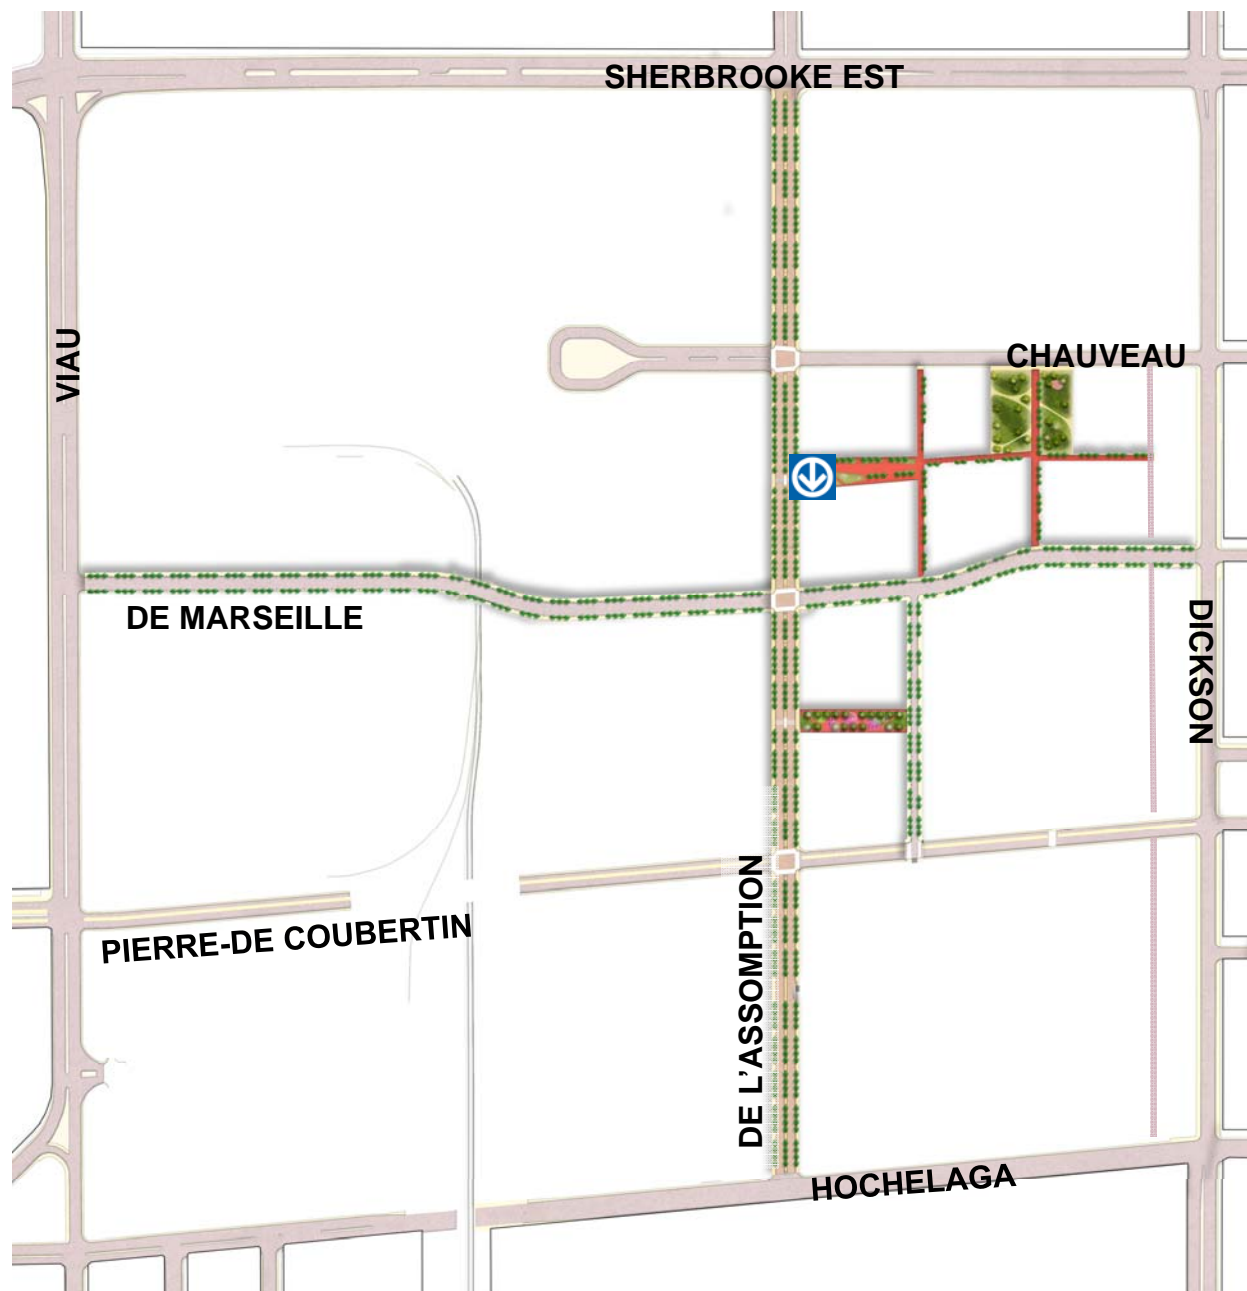 SHERBROOKE EST
VIAU
CHAUVEAU
DE MARSEILLE
DICKSON
PIERRE-DE COUBERTIN
DE L'ASSOMPTION
HOCHELAGA